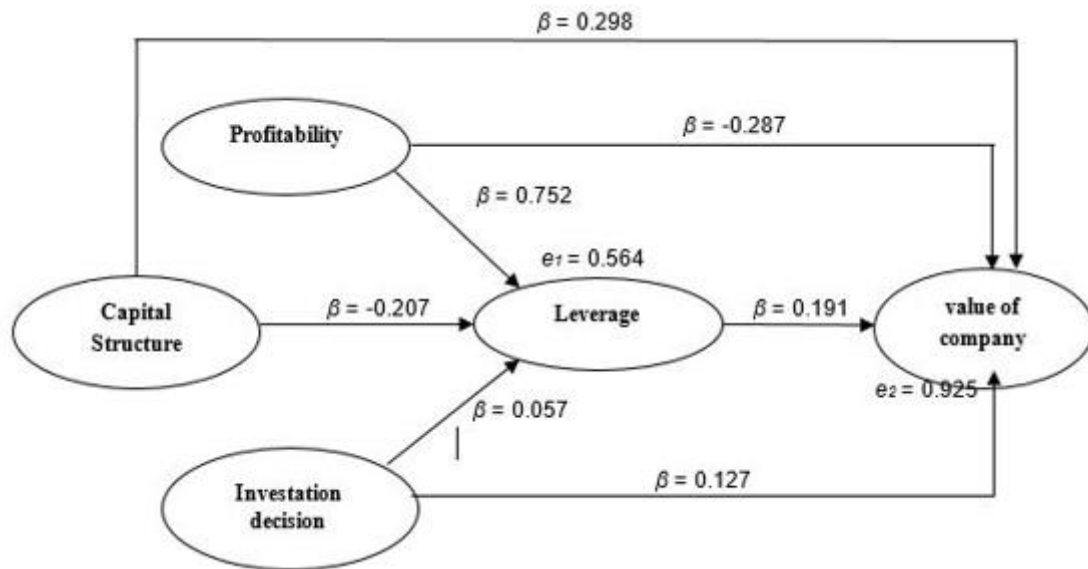 β = 0.298
Profitability
β = -0.287
β = 0.752
e₁ = 0.564
Capital
Structure
β = -0.207
Leverage
β = 0.191
value of
company
e₂ = 0.925
β = 0.057
Investation
decision
β = 0.127